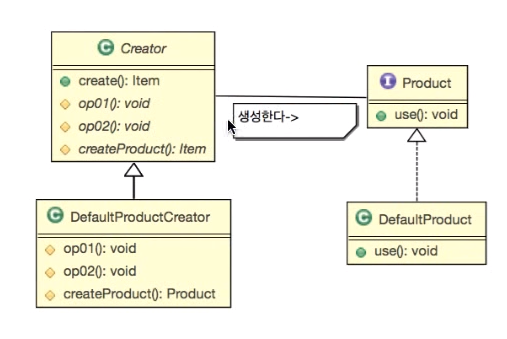 C Creator
create(): Item
op01(): void
op02(): void
createProduct(): Item
생성한다->
I Product
use(): void
C DefaultProductCreator
op01(): void
op02(): void
createProduct(): Product
C DefaultProduct
use(): void